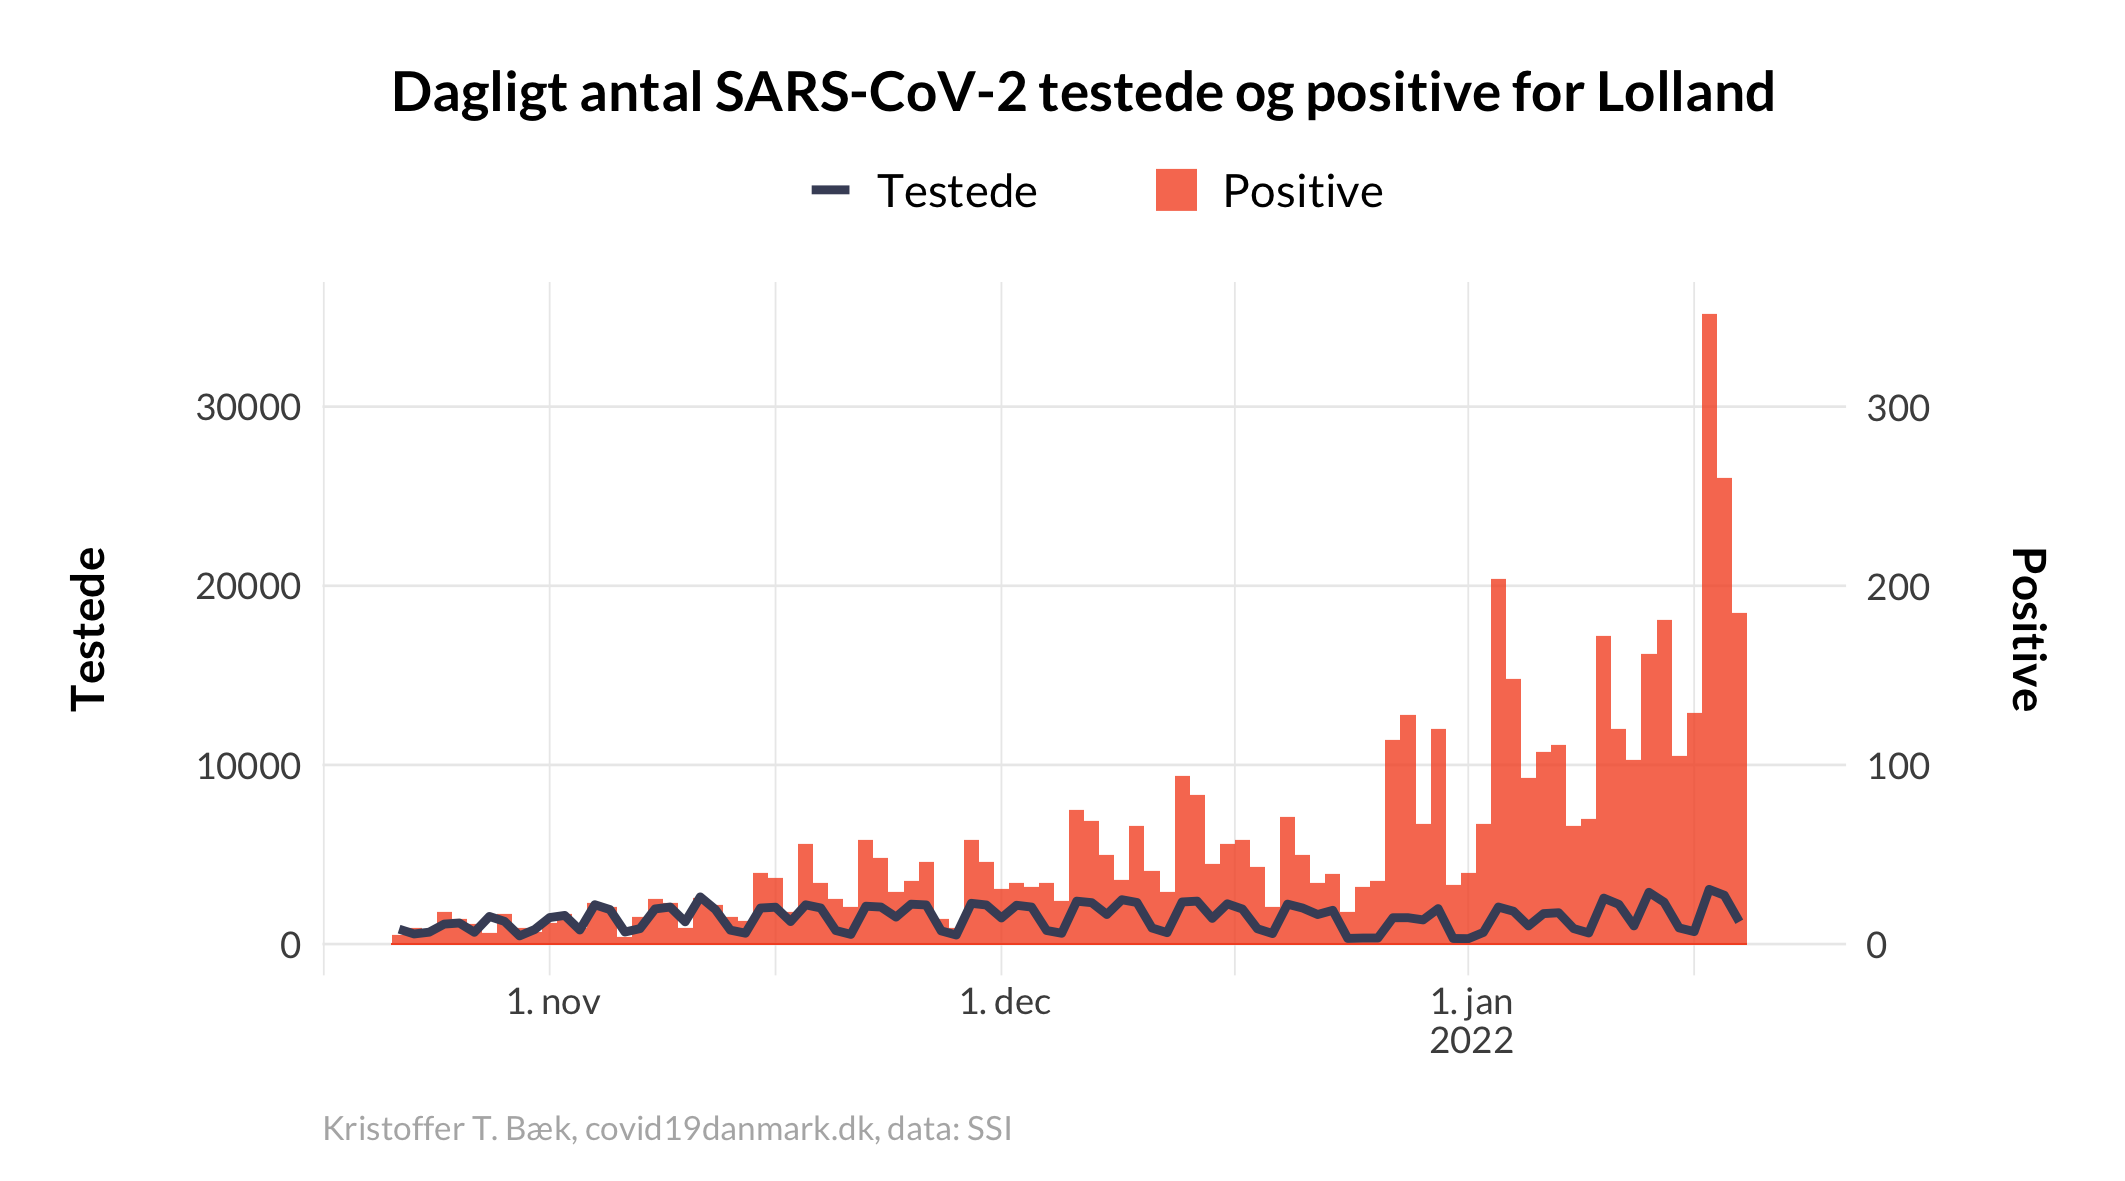 Dagligt antal SARS-CoV-2 testede og positive for Lolland
Testede
Positive
30000
20000
10000
0
300
200
100
0
Testede
Positive
1. nov
1. dec
1. jan
2022
Kristoffer T. Bæk, covid19danmark.dk, data: SSI